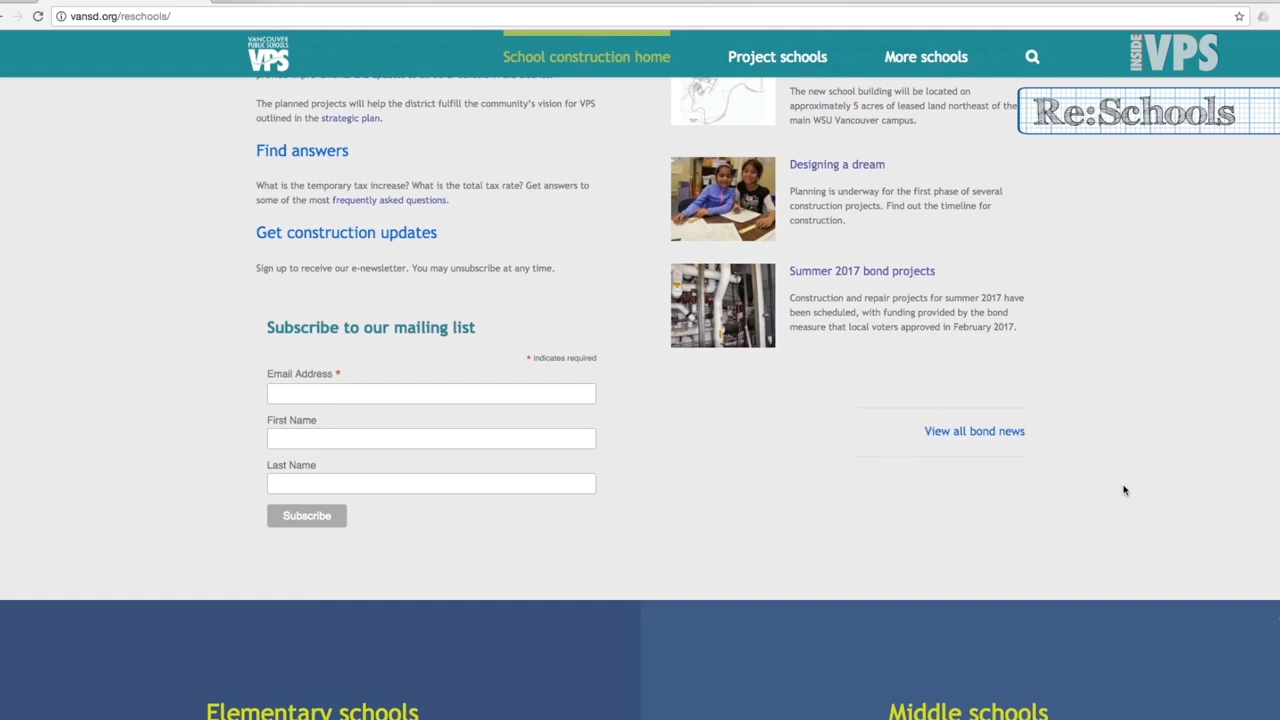 vansd.org/reschools/
VANCOUVER
PUBLIC SCHOOLS
VPS
School construction home
Project schools
More schools
INSIDE VPS
Re:Schools
The planned projects will help the district fulfill the community's vision for VPS
outlined in the strategic plan.
Find answers
What is the temporary tax increase? What is the total tax rate? Get answers to
some of the most frequently asked questions.
Get construction updates
Sign up to receive our e-newsletter. You may unsubscribe at any time.
Subscribe to our mailing list
* indicates required
Email Address *
First Name
Last Name
Subscribe
The new school building will be located on
approximately 5 acres of leased land northeast of the
main WSU Vancouver campus.
Designing a dream
Planning is underway for the first phase of several
construction projects. Find out the timeline for
construction.
Summer 2017 bond projects
Construction and repair projects for summer 2017 have
been scheduled, with funding provided by the bond
measure that local voters approved in February 2017.
View all bond news
Elementary schools
Middle schools